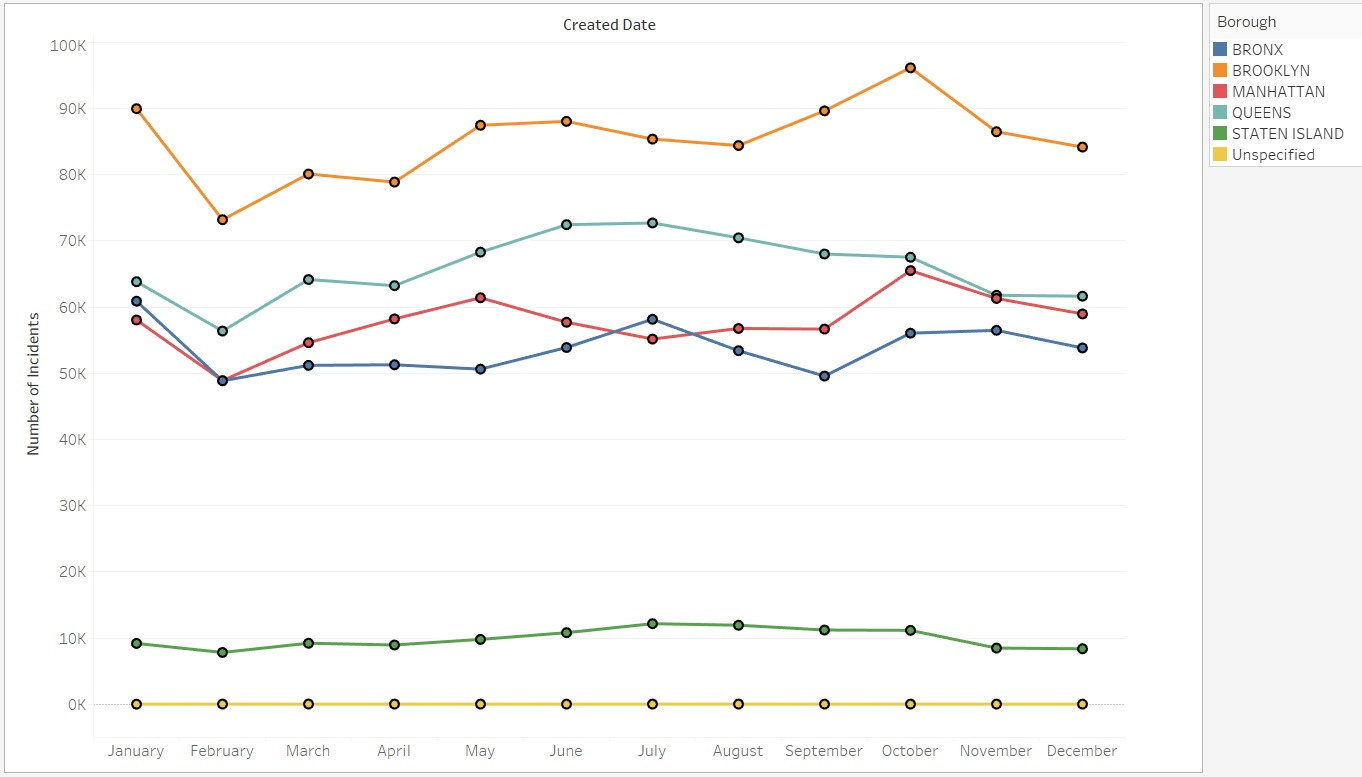 Created Date
Number of Incidents
100K
90K
80K
70K
60K
50K
40K
30K
20K
10K
0K
January February March April May June July August September October November December
Borough
BRONX
BROOKLYN
MANHATTAN
QUEENS
STATEN ISLAND
Unspecified